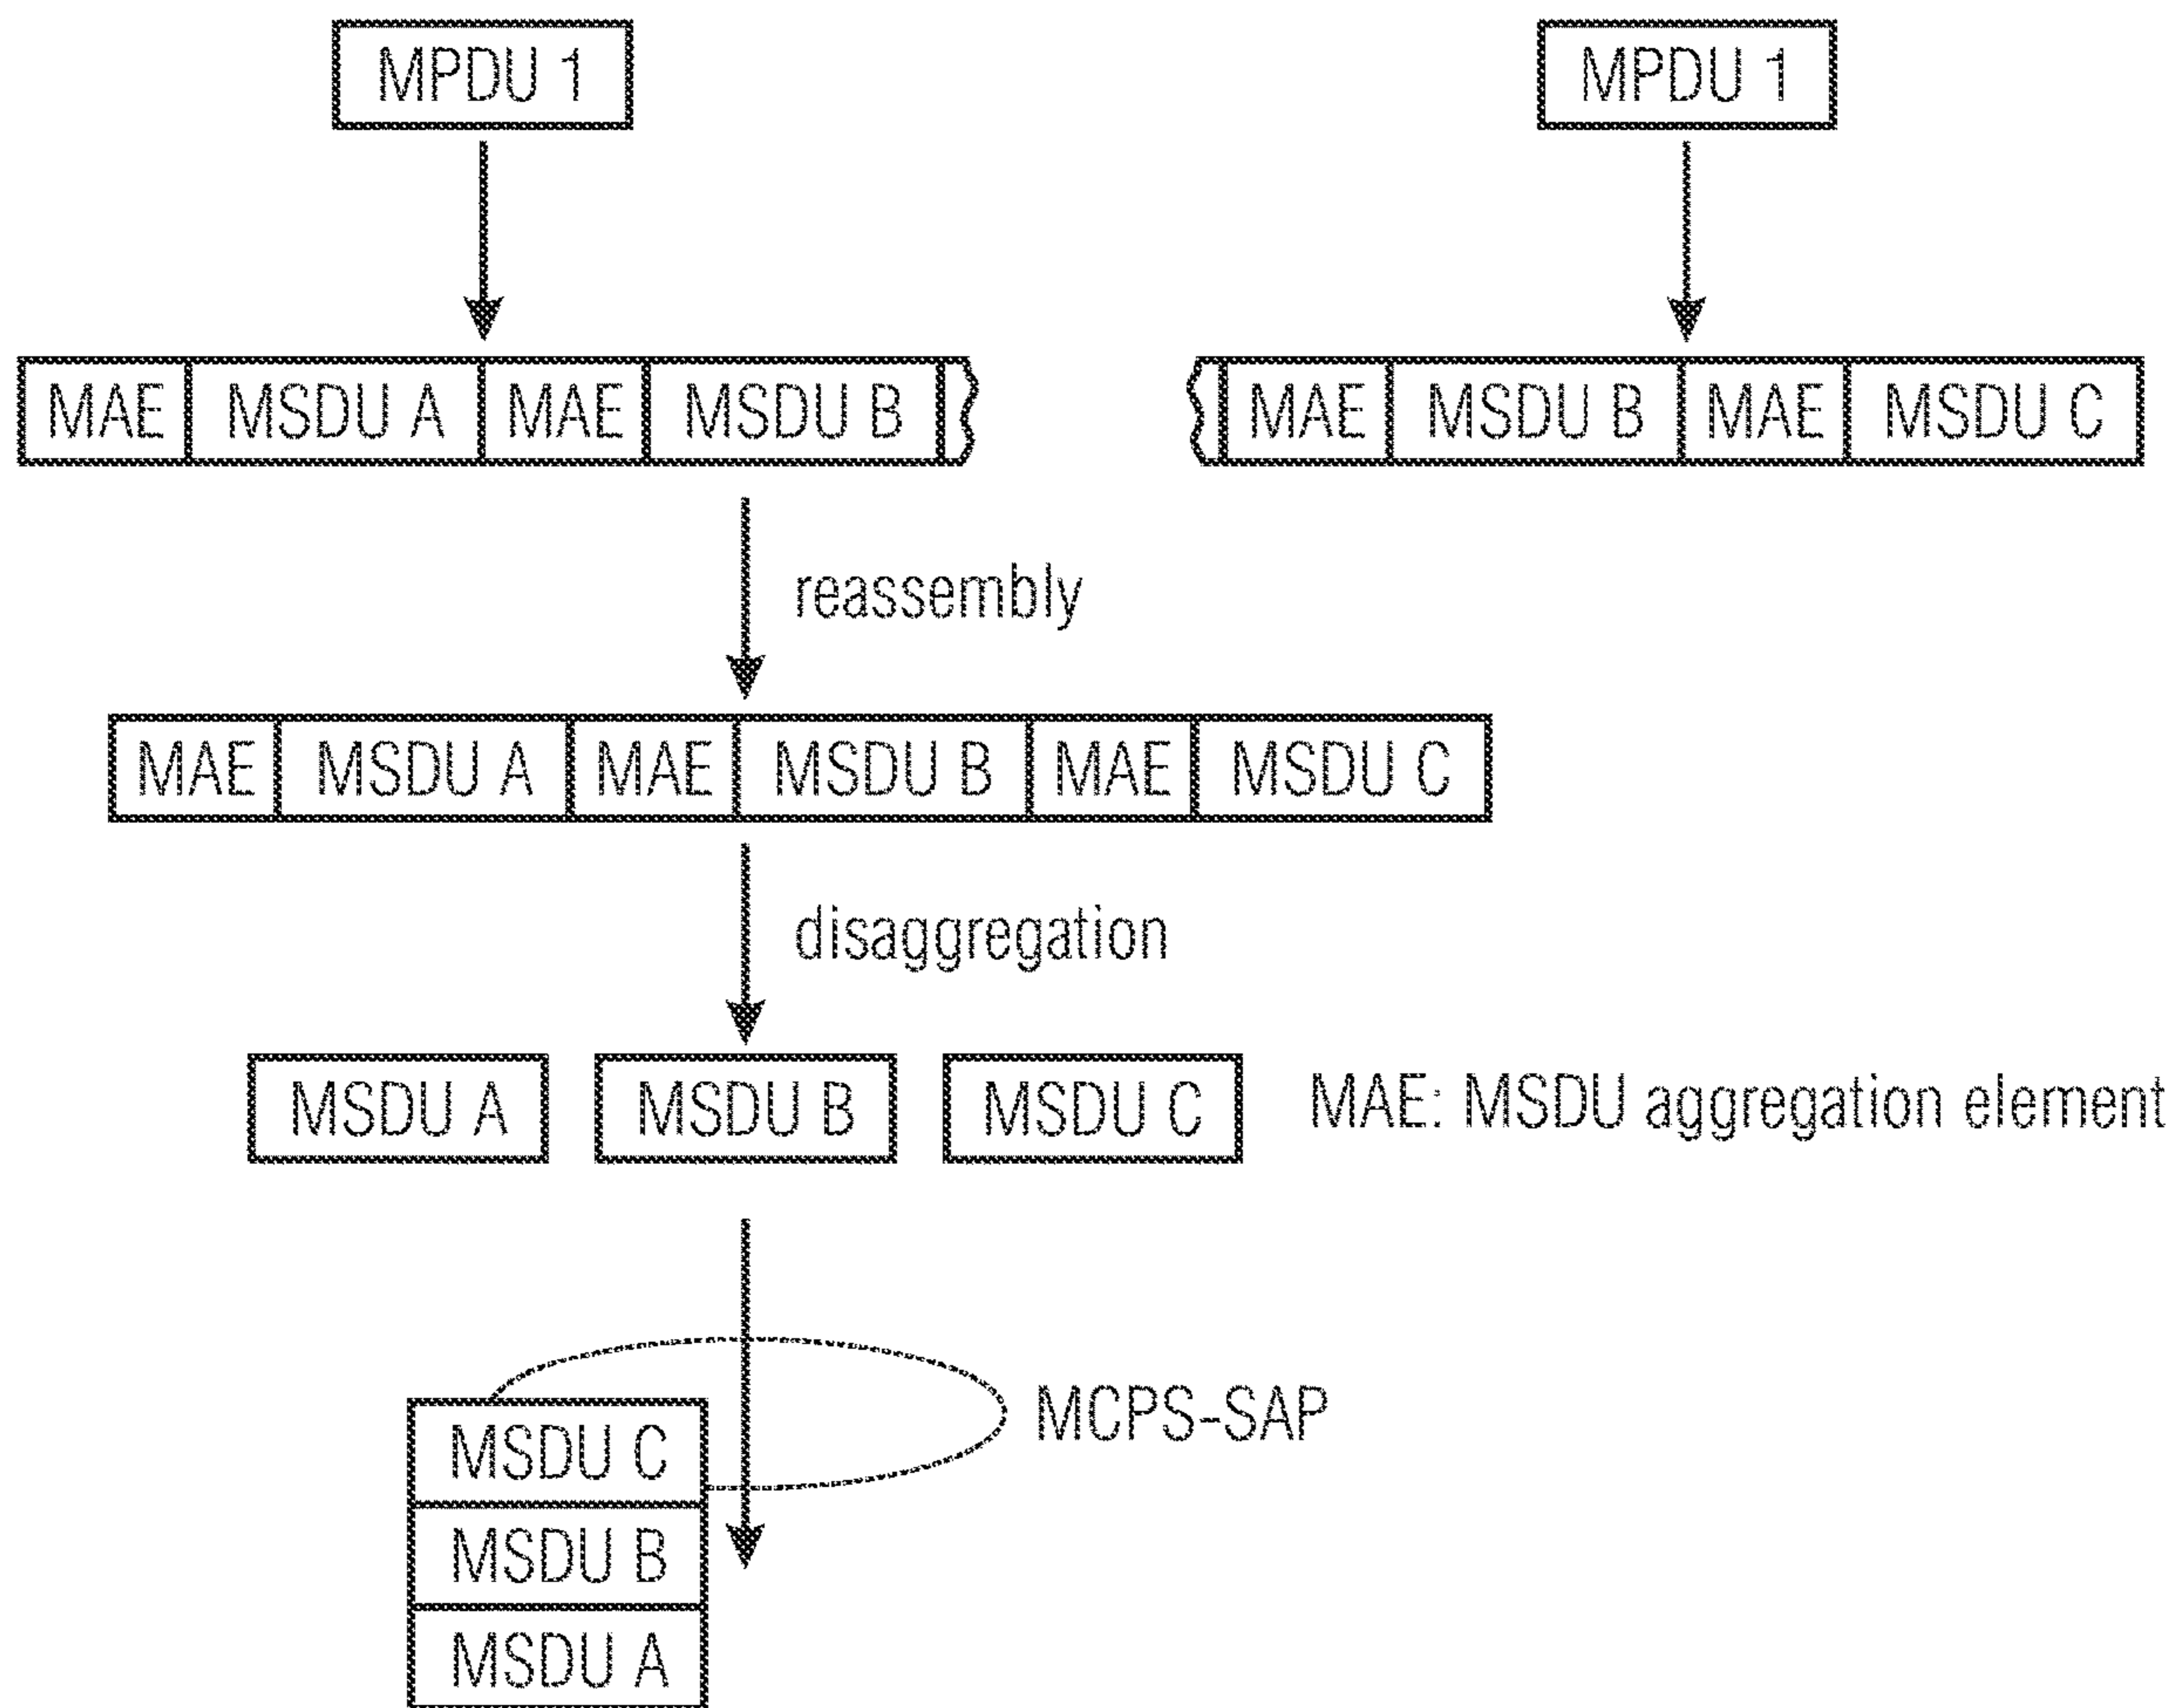 MPDU 1 MPDU 1
MAE MSDU A MAE MSDU B MAE MSDU B MAE MSDU C
reassembly
MAE MSDU A MAE MSDU B MAE MSDU C
disaggregation
MSDU A MSDU B MSDU C MAE: MSDU aggregation element
MCPS-SAP
MSDU C
MSDU B
MSDU A